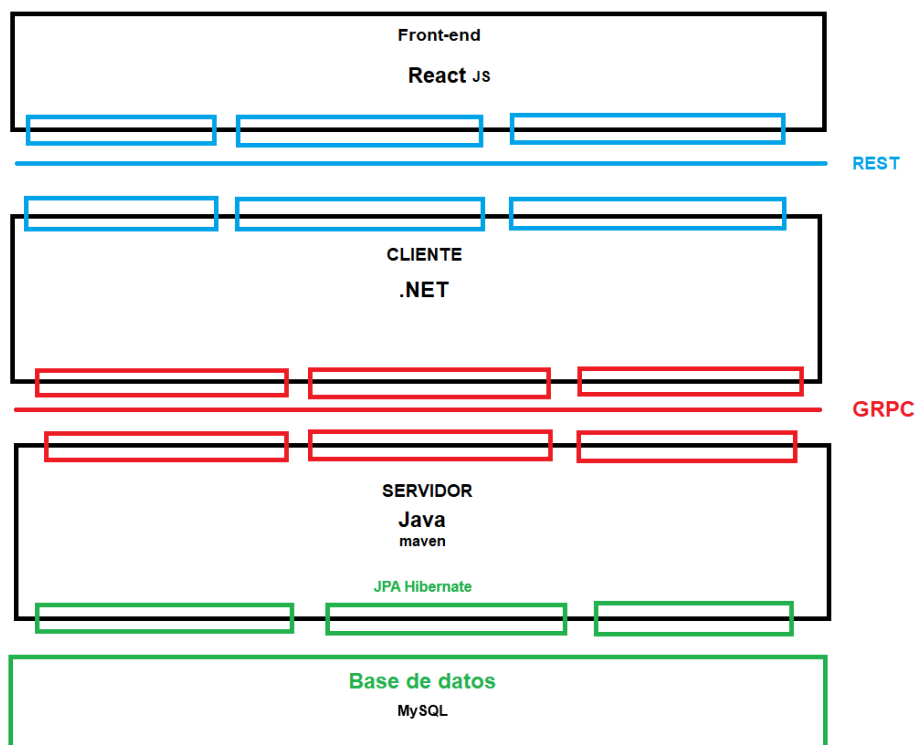 Front-end
React JS
REST
CLIENTE
.NET
GRPC
SERVIDOR
Java
maven
JPA Hibernate
Base de datos
MySQL